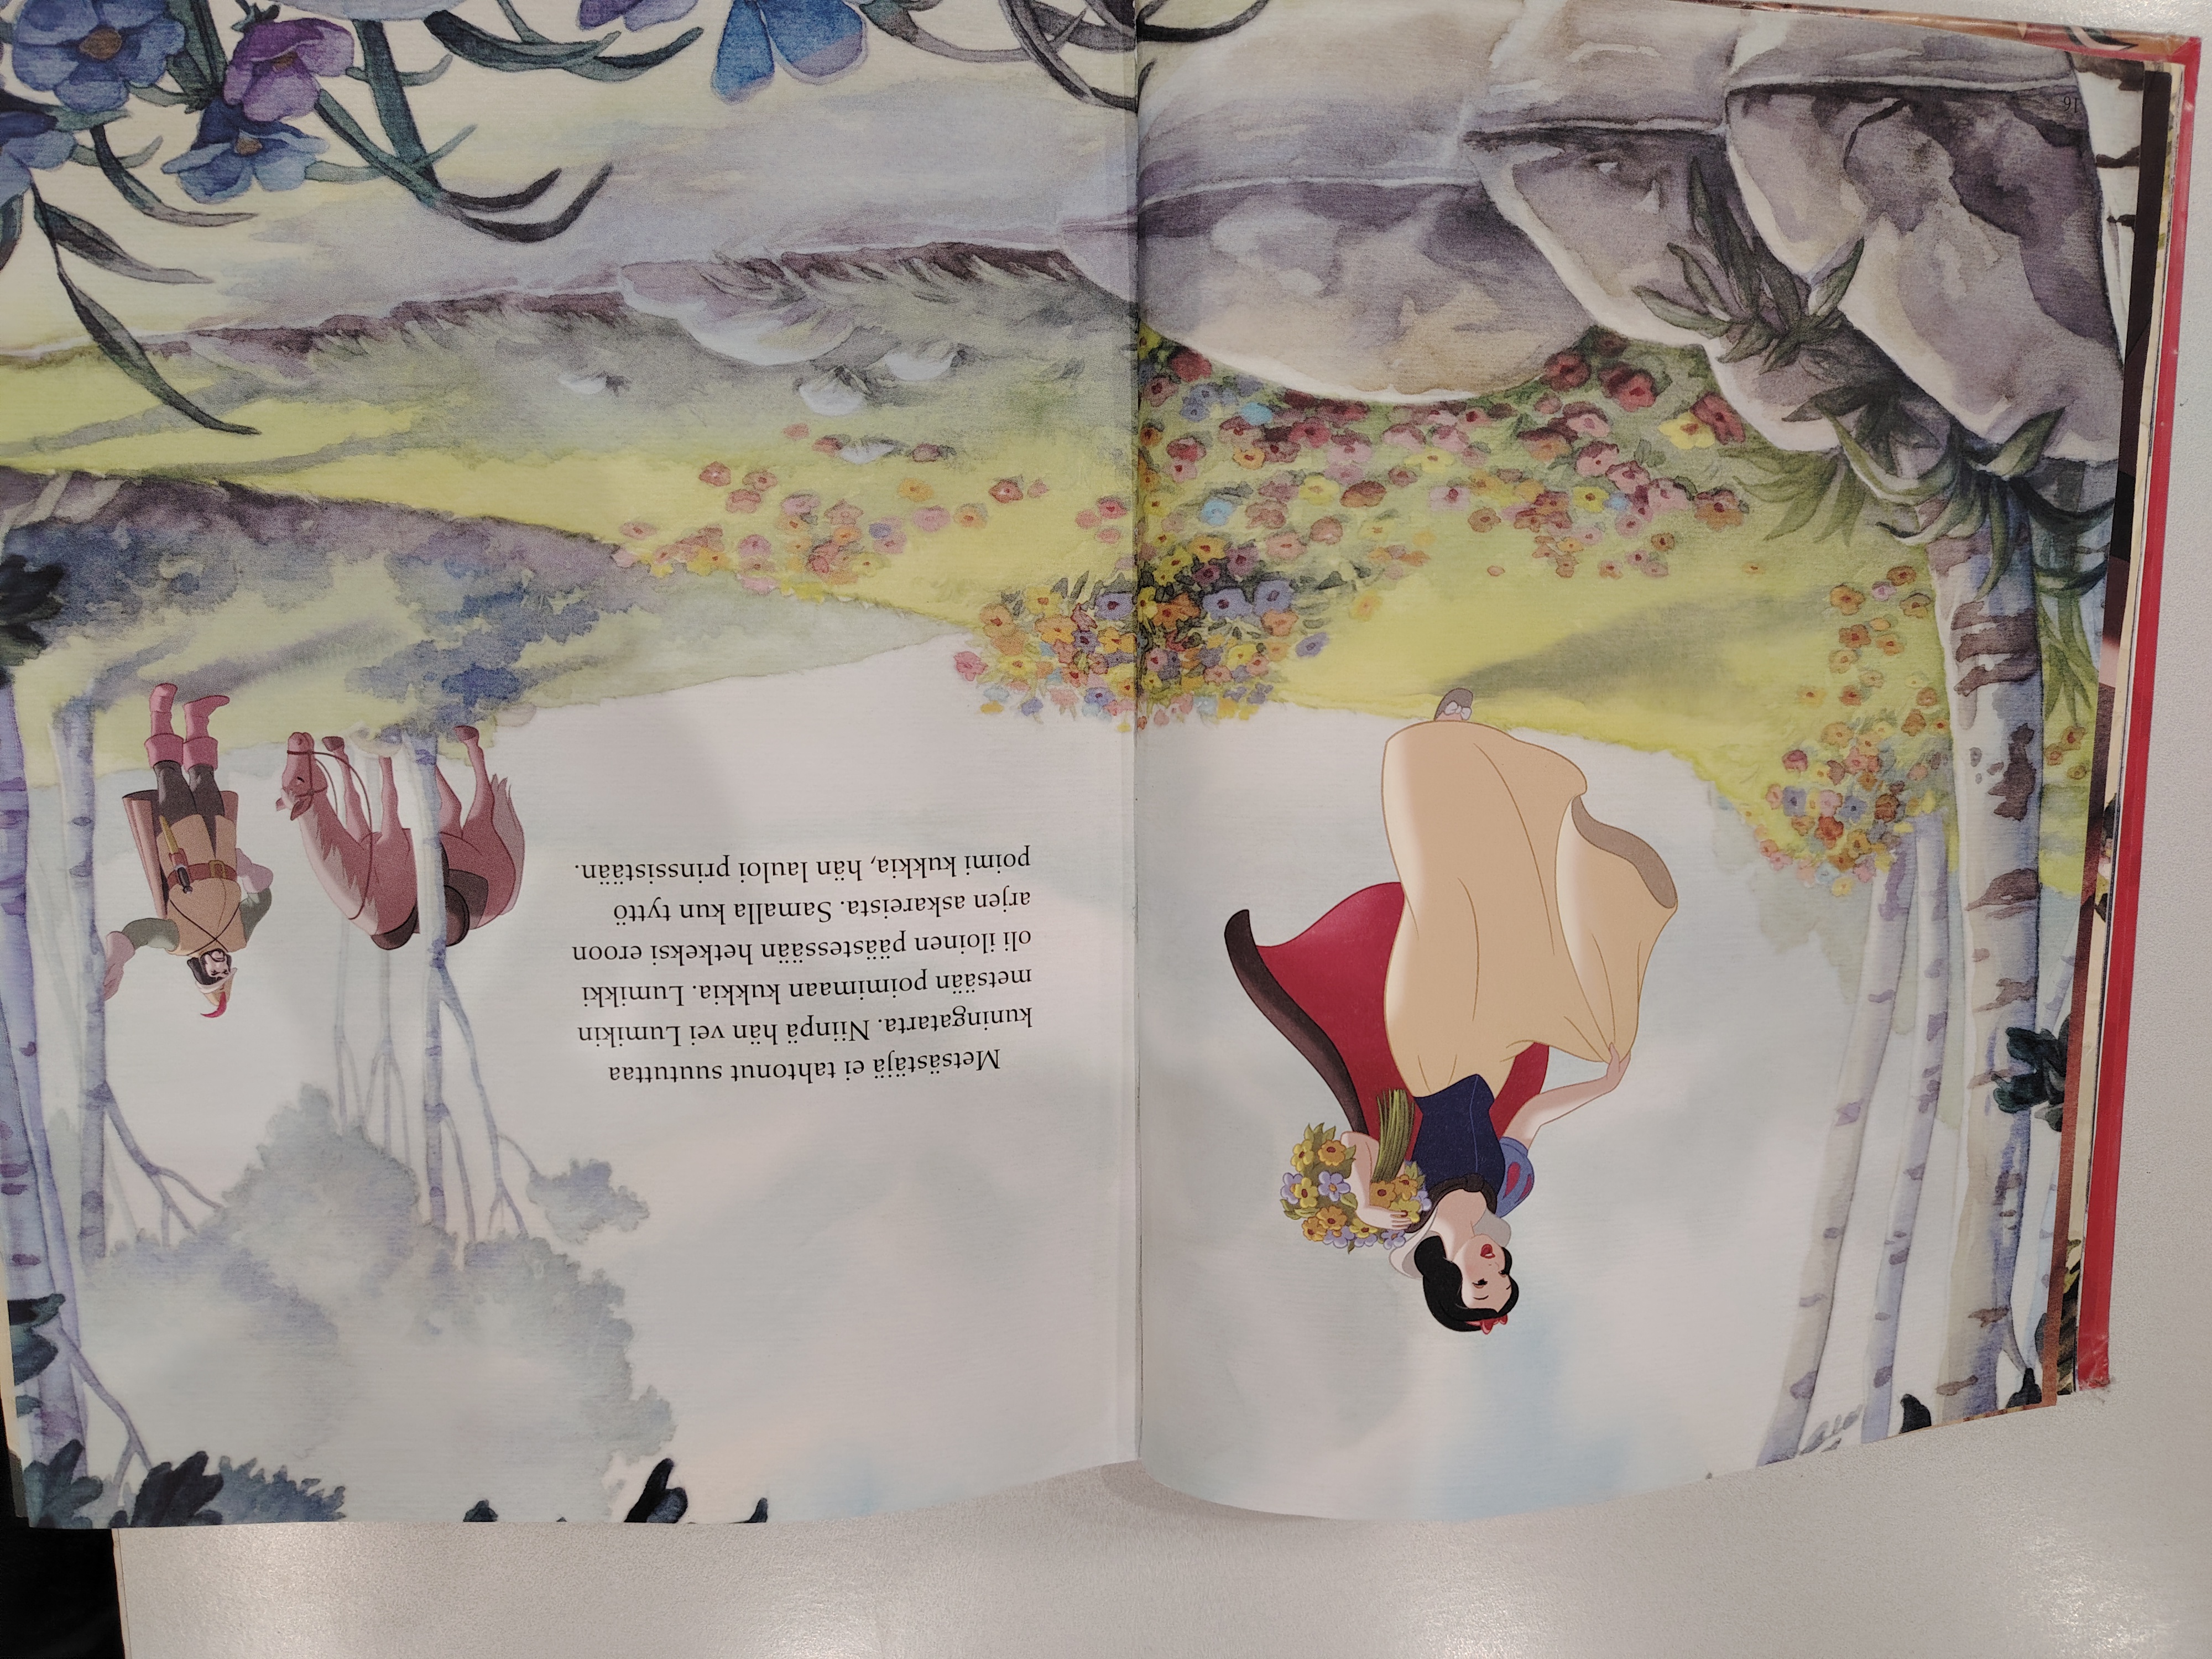 Metsästäjä ei tahtonut suututtaa
kuningatarta. Niinpä hän vei Lumikin
metsään poimimaan kukkia. Lumikki
oli iloinen päästessään hetkeksi eroon
arjen askareista. Samalla kun tyttö
poimi kukkia, hän lauloi prinssistään.
16